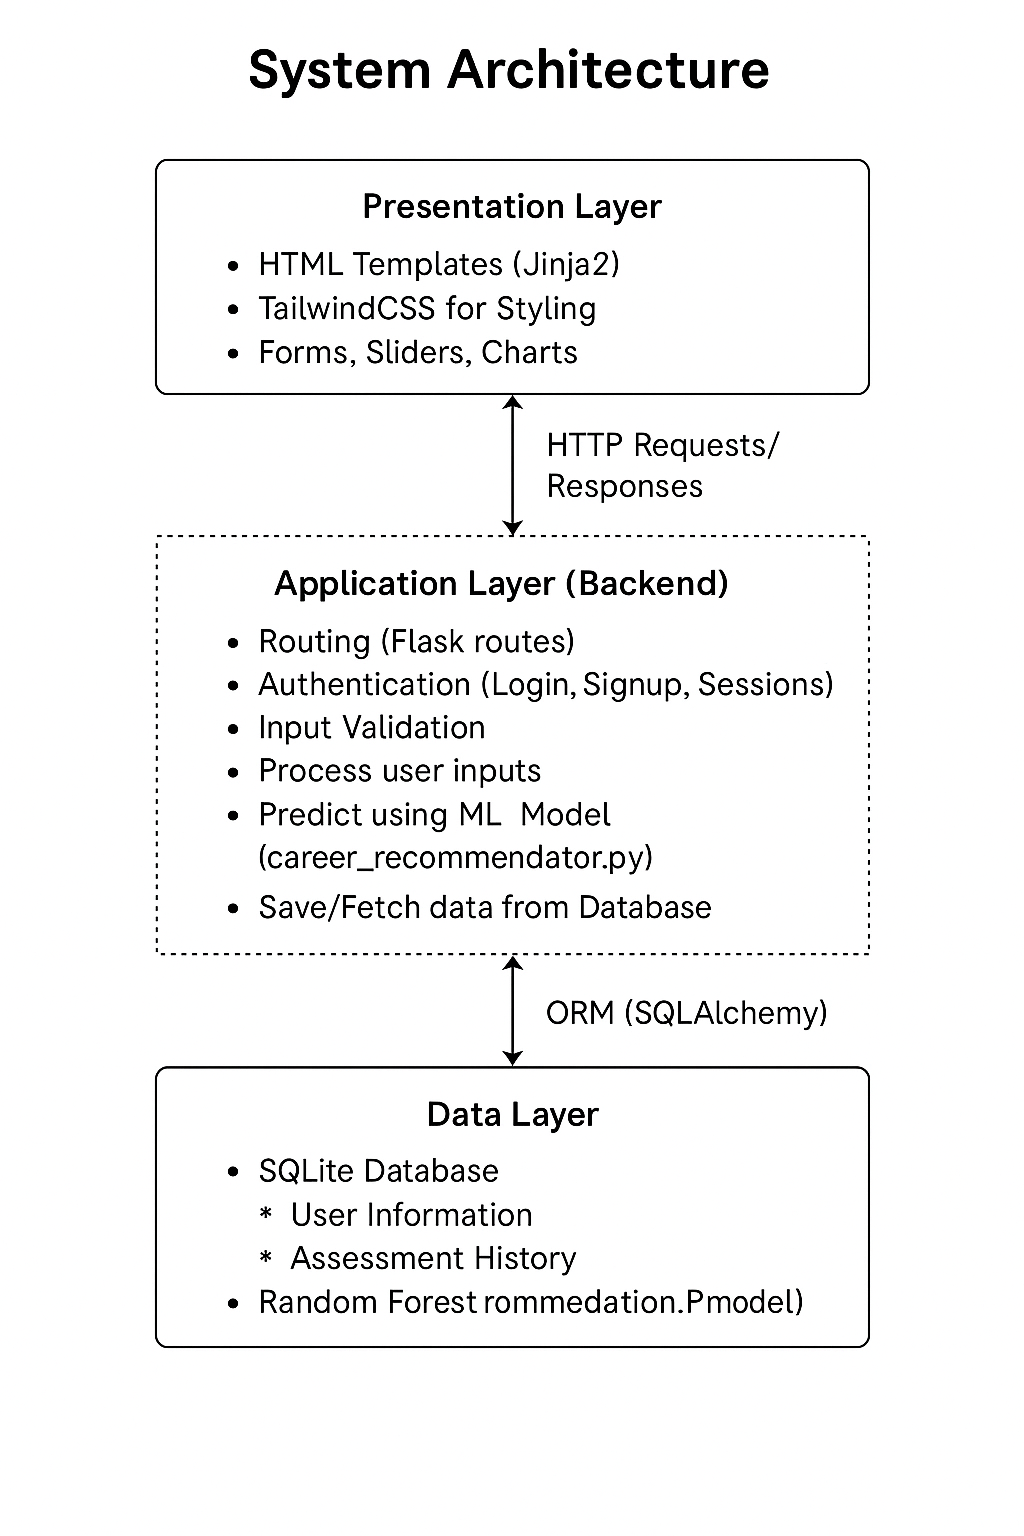 System Architecture
Presentation Layer
• HTML Templates (Jinja2)
• TailwindCSS for Styling
• Forms, Sliders, Charts
HTTP Requests/
Responses
Application Layer (Backend)
• Routing (Flask routes)
• Authentication (Login, Signup, Sessions)
• Input Validation
• Process user inputs
• Predict using ML Model
(career_recommendator.py)
• Save/Fetch data from Database
ORM (SQLAlchemy)
Data Layer
• SQLite Database
* User Information
* Assessment History
• Random Forest rommedation.Pmodel)